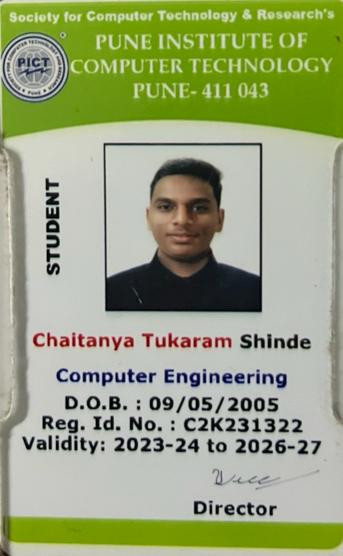 Society for Computer Technology & Research's
PUNE INSTITUTE OF
COMPUTER TECHNOLOGY
PUNE- 411 043
PICT
STUDENT
Chaitanya Tukaram Shinde
Computer Engineering
D.O.B. : 09/05/2005
Reg. Id. No. : C2K231322
Validity: 2023-24 to 2026-27
Director